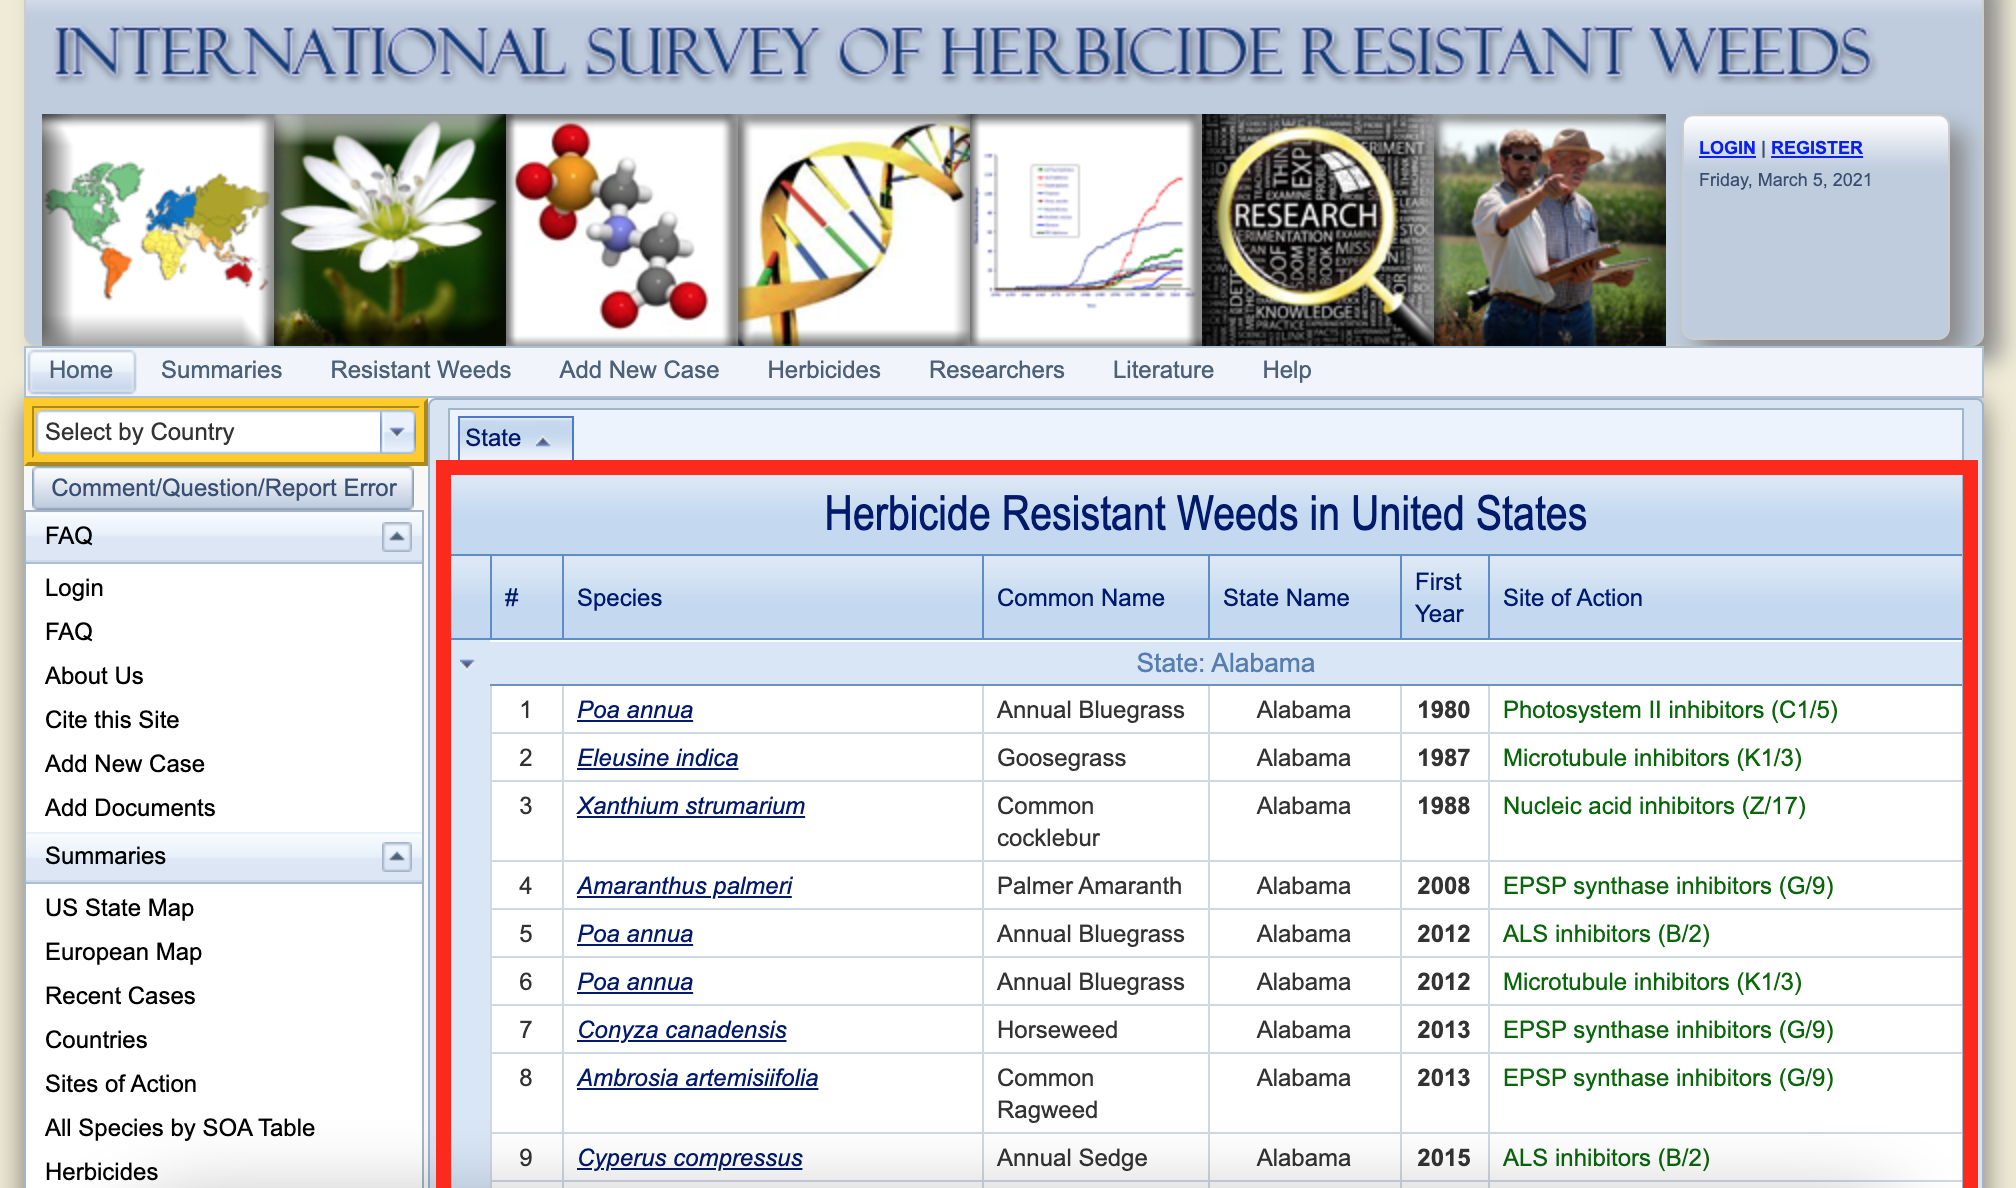 INTERNATIONAL SURVEY OF HERBICIDE RESISTANT WEEDS
RESEARCH
KNOWLEDGE
LOGIN | REGISTER
Friday, March 5, 2021
Home Summaries Resistant Weeds Add New Case Herbicides Researchers Literature Help
Select by Country
Comment/Question/Report Error
FAQ
Login
FAQ
About Us
Cite this Site
Add New Case
Add Documents
Summaries
US State Map
European Map
Recent Cases
Countries
Sites of Action
All Species by SOA Table
Herbicides
State
Herbicide Resistant Weeds in United States
# Species Common Name State Name First Year Site of Action
State: Alabama
1 Poa annua Annual Bluegrass Alabama 1980 Photosystem II inhibitors (C1/5)
2 Eleusine indica Goosegrass Alabama 1987 Microtubule inhibitors (K1/3)
3 Xanthium strumarium Common cocklebur Alabama 1988 Nucleic acid inhibitors (Z/17)
4 Amaranthus palmeri Palmer Amaranth Alabama 2008 EPSP synthase inhibitors (G/9)
5 Poa annua Annual Bluegrass Alabama 2012 ALS inhibitors (B/2)
6 Poa annua Annual Bluegrass Alabama 2012 Microtubule inhibitors (K1/3)
7 Conyza canadensis Horseweed Alabama 2013 EPSP synthase inhibitors (G/9)
8 Ambrosia artemisiifolia Common Ragweed Alabama 2013 EPSP synthase inhibitors (G/9)
9 Cyperus compressus Annual Sedge Alabama 2015 ALS inhibitors (B/2)